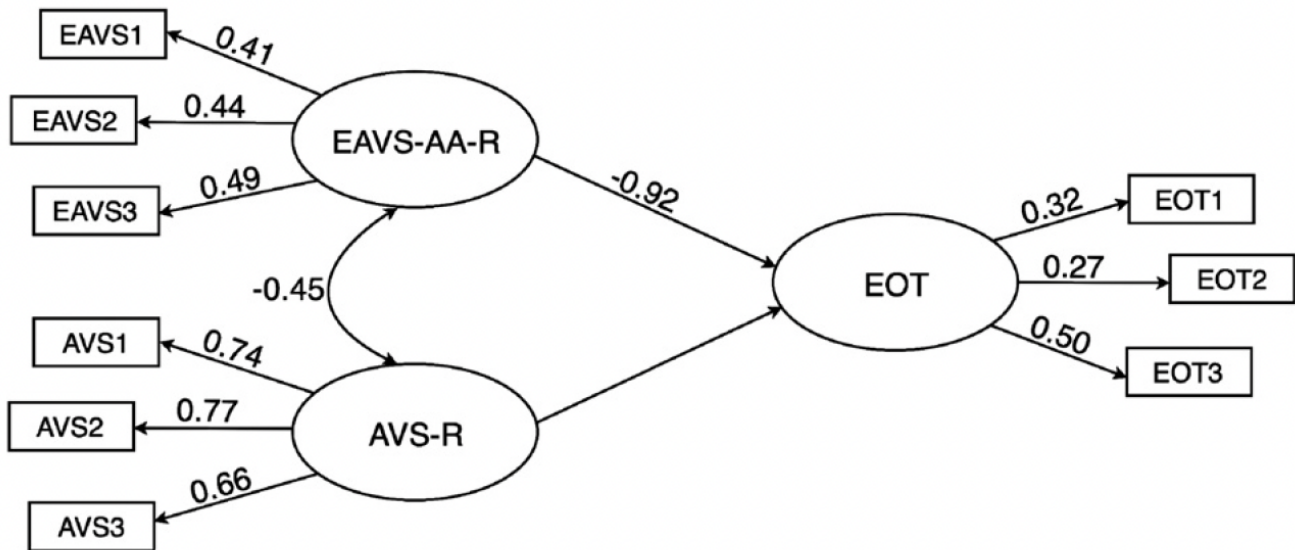 EAVS1
0.41
EAVS2
0.44
EAVS3
0.49
EAVS-AA-R
-0.92
-0.45
AVS1
0.74
AVS2
0.77
AVS3
0.66
AVS-R
EOT
0.32
EOT1
0.27
EOT2
0.50
EOT3